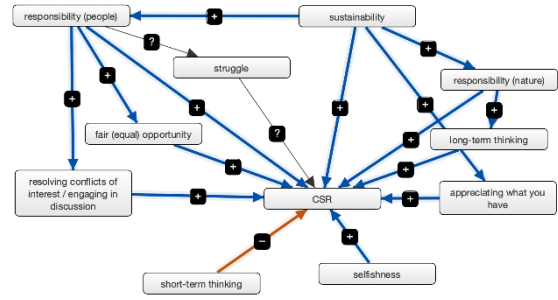 responsibility (people)
+
sustainability
?
+
struggle
+
responsibility (nature)
+
+
+
+
+
+
+
fair (equal) opportunity
?
long-term thinking
+
+
resolving conflicts of
interest / engaging in
discussion
+
CSR
+
appreciating what you
have
–
+
short-term thinking
selfishness